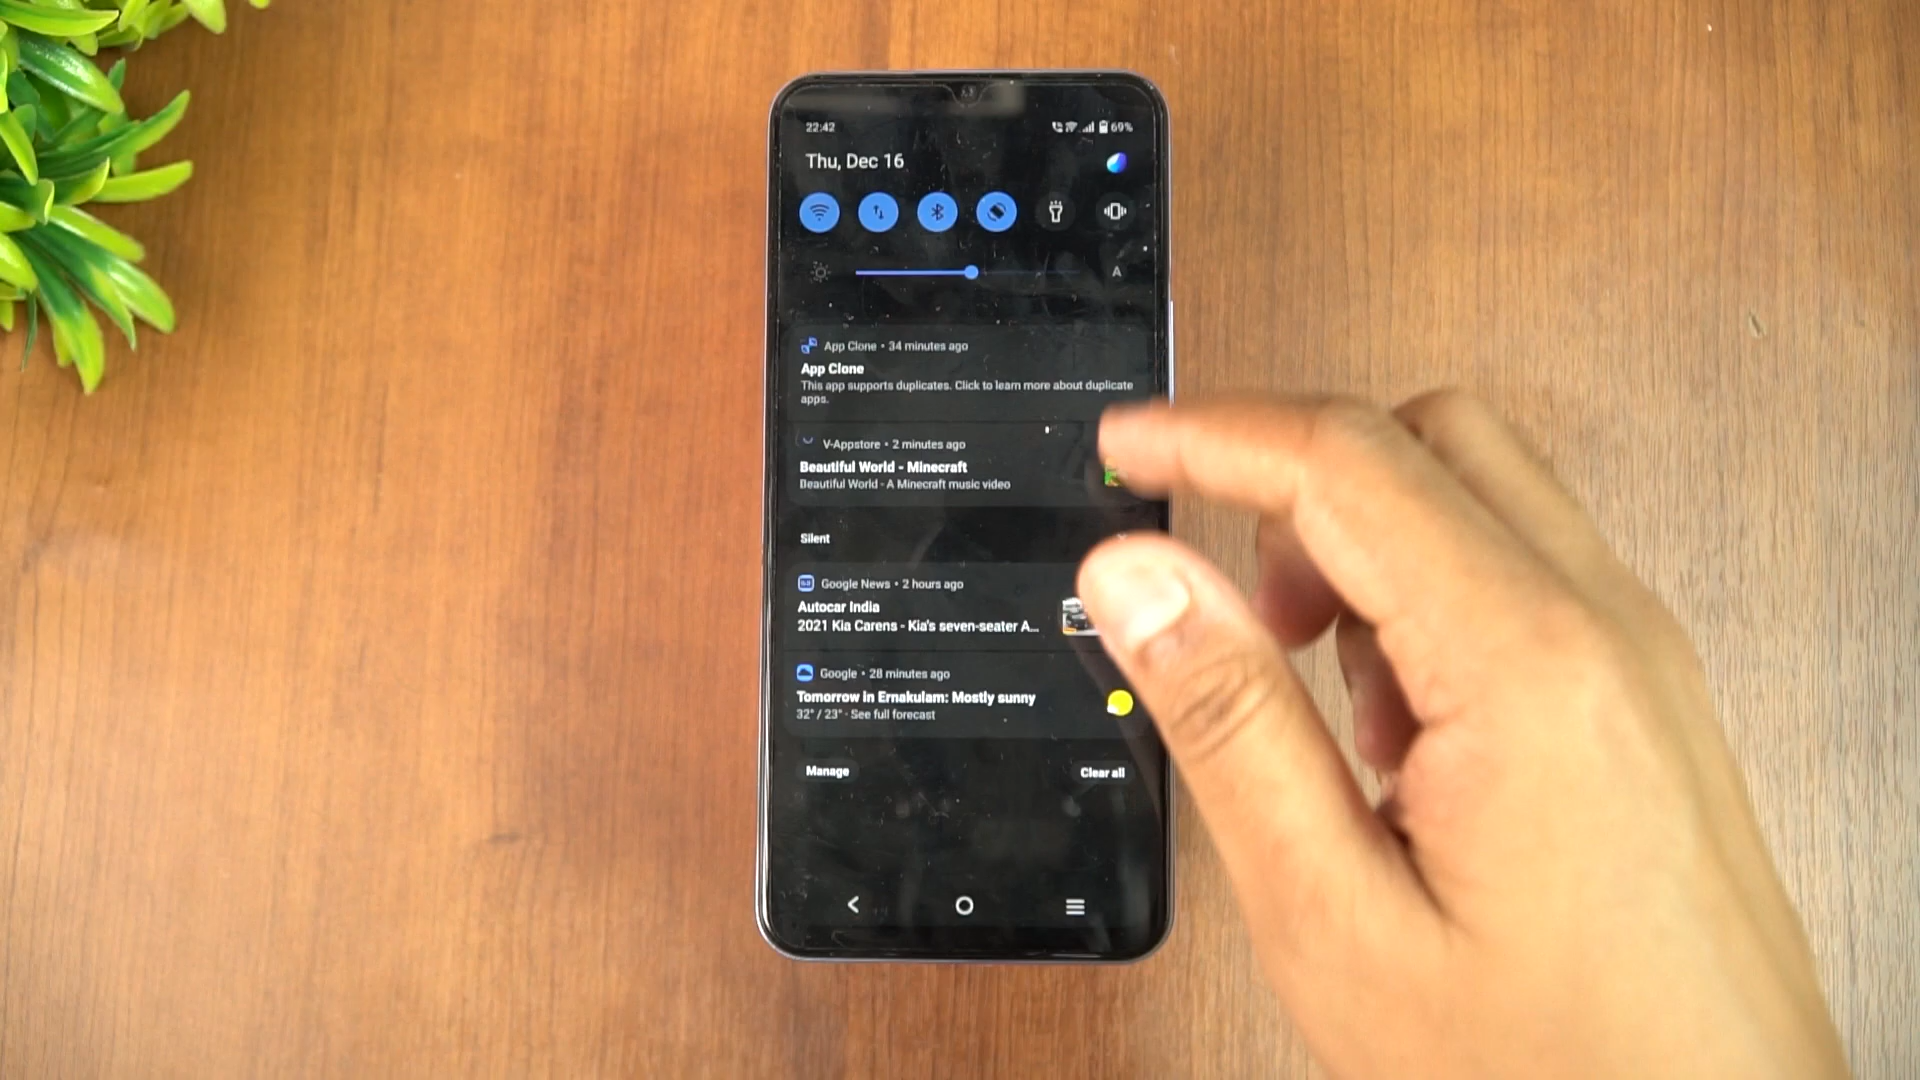 22:42 69%
Thu, Dec 16
A
App Clone • 34 minutes ago
App Clone
This app supports duplicates. Click to learn more about duplicate
apps.
V-Appstore • 2 minutes ago
Beautiful World - Minecraft
Beautiful World - A Minecraft music video
Silent
Google News • 2 hours ago
Autocar India
2021 Kia Carens - Kia's seven-seater A...
Google • 28 minutes ago
Tomorrow in Ernakulam: Mostly sunny
32° / 23° · See full forecast
Manage Clear all